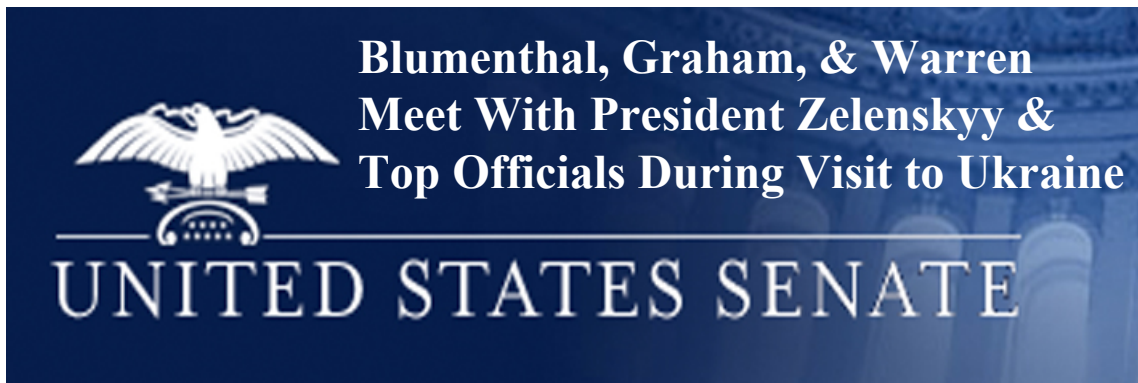 Blumenthal, Graham, & Warren
Meet With President Zelenskyy &
Top Officials During Visit to Ukraine
UNITED STATES SENATE